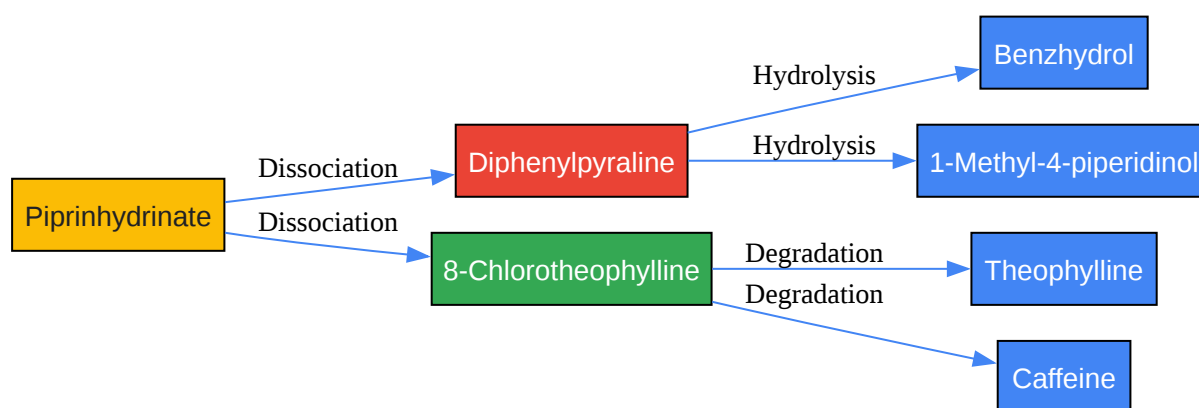 Piprinhydrinate
Dissociation
Dissociation
Diphenylpyraline
8-Chlorotheophylline
Hydrolysis
Hydrolysis
Degradation
Degradation
Benzhydrol
1-Methyl-4-piperidinol
Theophylline
Caffeine